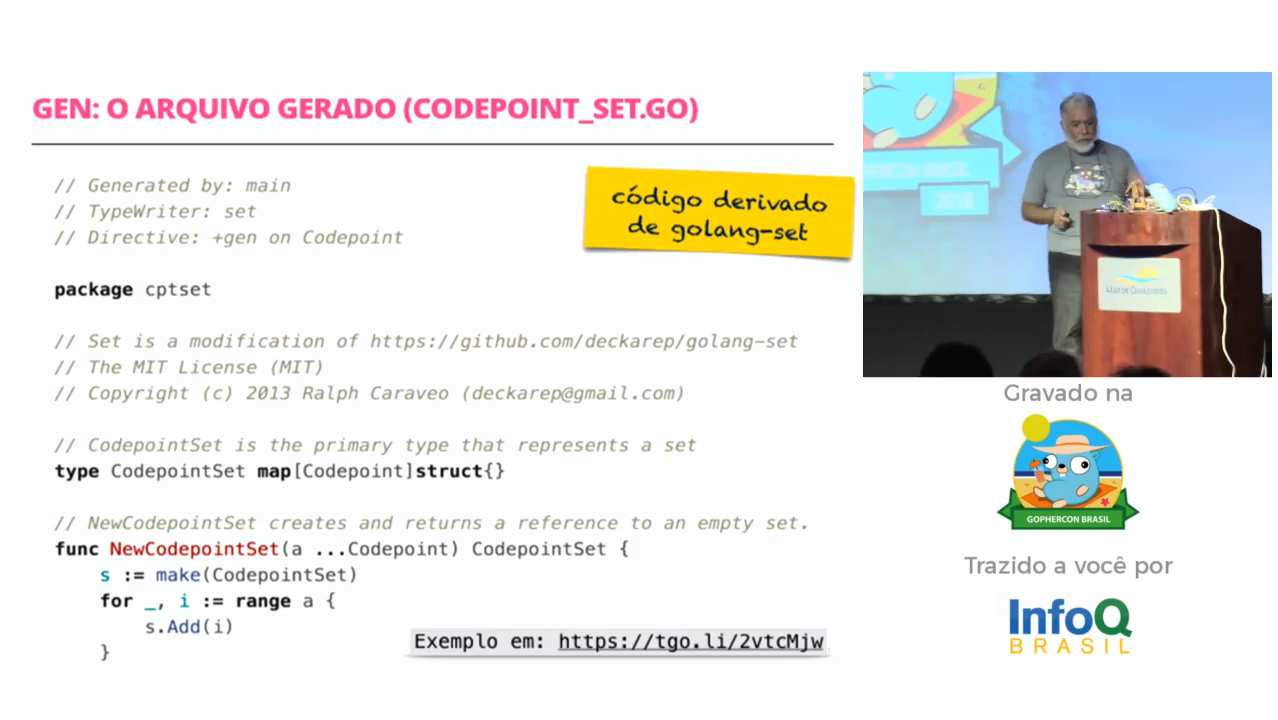 GEN: O ARQUIVO GERADO (CODEPOINT_SET.GO)
// Generated by: main
// TypeWriter: set
// Directive: +gen on Codepoint
código derivado
de golang-set
package cptset
// Set is a modification of https://github.com/deckarep/golang-set
// The MIT License (MIT)
// Copyright (c) 2013 Ralph Caraveo (deckarep@gmail.com)
// CodepointSet is the primary type that represents a set
type CodepointSet map[Codepoint]struct{}
// NewCodepointSet creates and returns a reference to an empty set.
func NewCodepointSet(a ...Codepoint) CodepointSet {
s := make(CodepointSet)
for _, i := range a {
s.Add(i)
}
Exemplo em: https://tgo.li/2vtcMjw
Gravado na
GOPHERCON BRASIL
Trazido a você por
InfoQ
BRASIL